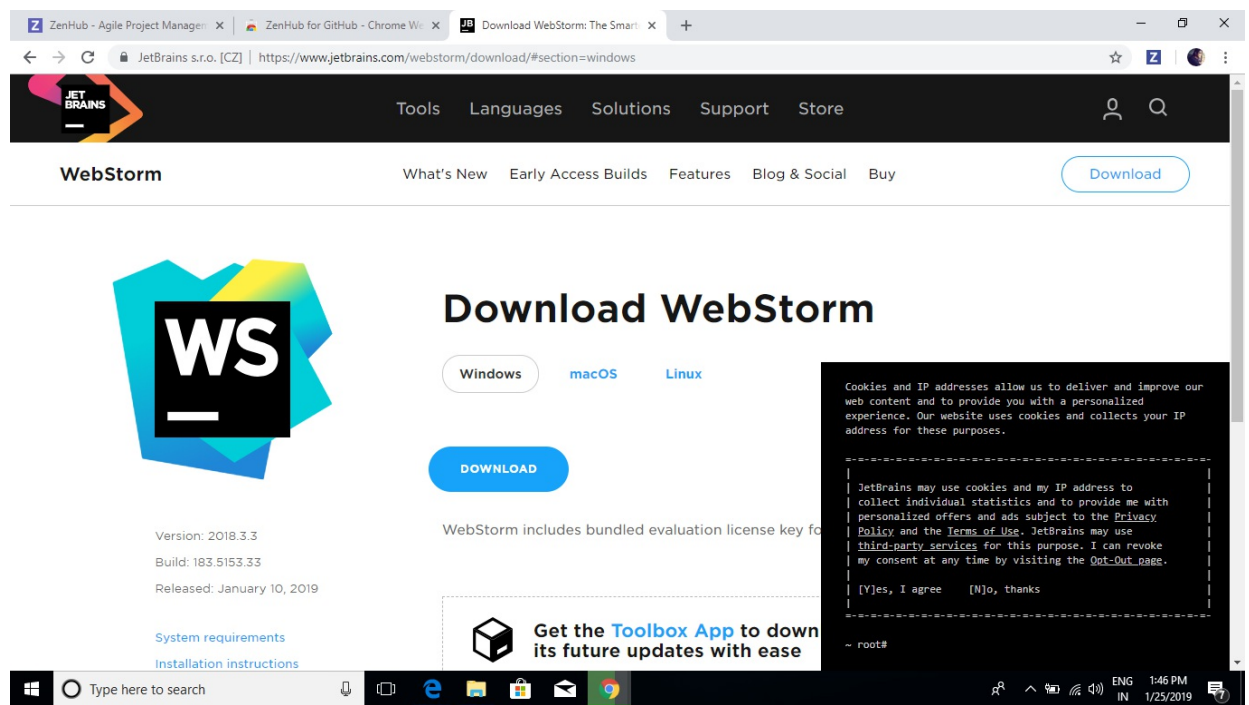 ZenHub - Agile Project Managem
ZenHub for GitHub - Chrome We
JB
Download WebStorm: The Smart
JetBrains s.r.o. [CZ] | https://www.jetbrains.com/webstorm/download/#section=windows
JET
BRAINS
Tools Languages Solutions Support Store
WebStorm
What's New Early Access Builds Features Blog & Social Buy
Download
WS
Download WebStorm
Windows macOS Linux
DOWNLOAD
WebStorm includes bundled evaluation license key fo
Version: 2018.3.3
Build: 183.5153.33
Released: January 10, 2019
System requirements
Installation instructions
Get the Toolbox App to down
its future updates with ease
Cookies and IP addresses allow us to deliver and improve our
web content and to provide you with a personalized
experience. Our website uses cookies and collects your IP
address for these purposes.
JetBrains may use cookies and my IP address to
collect individual statistics and to provide me with
personalized offers and ads subject to the Privacy
Policy and the Terms of Use. JetBrains may use
third-party services for this purpose. I can revoke
my consent at any time by visiting the Opt-Out page.
[Y]es, I agree [N]o, thanks
~ root#
Type here to search
ENG
IN
1:46 PM
1/25/2019
7